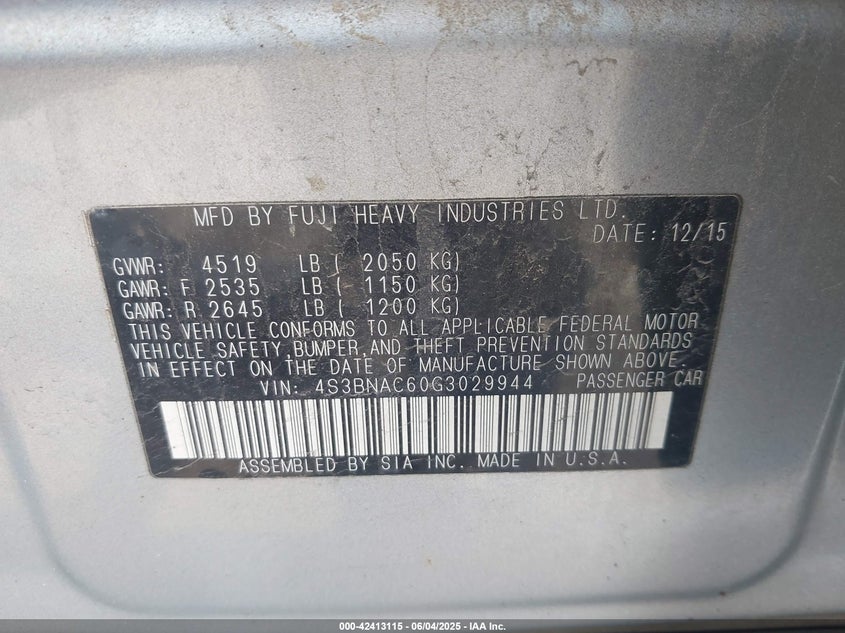 MFD BY FUJI HEAVY INDUSTRIES LTD.
DATE: 12/15
GVWR: 4519 LB ( 2050 KG)
GAWR: F 2535 LB ( 1150 KG)
GAWR: R 2645 LB ( 1200 KG)
THIS VEHICLE CONFORMS TO ALL APPLICABLE FEDERAL MOTOR
VEHICLE SAFETY, BUMPER, AND THEFT PREVENTION STANDARDS
IN EFFECT ON THE DATE OF MANUFACTURE SHOWN ABOVE.
VIN: 4S3BNAC60G3029944 PASSENGER CAR
ASSEMBLED BY SIA INC. MADE IN U.S.A.
000-42413115 - 06/04/2025 - IAA Inc.